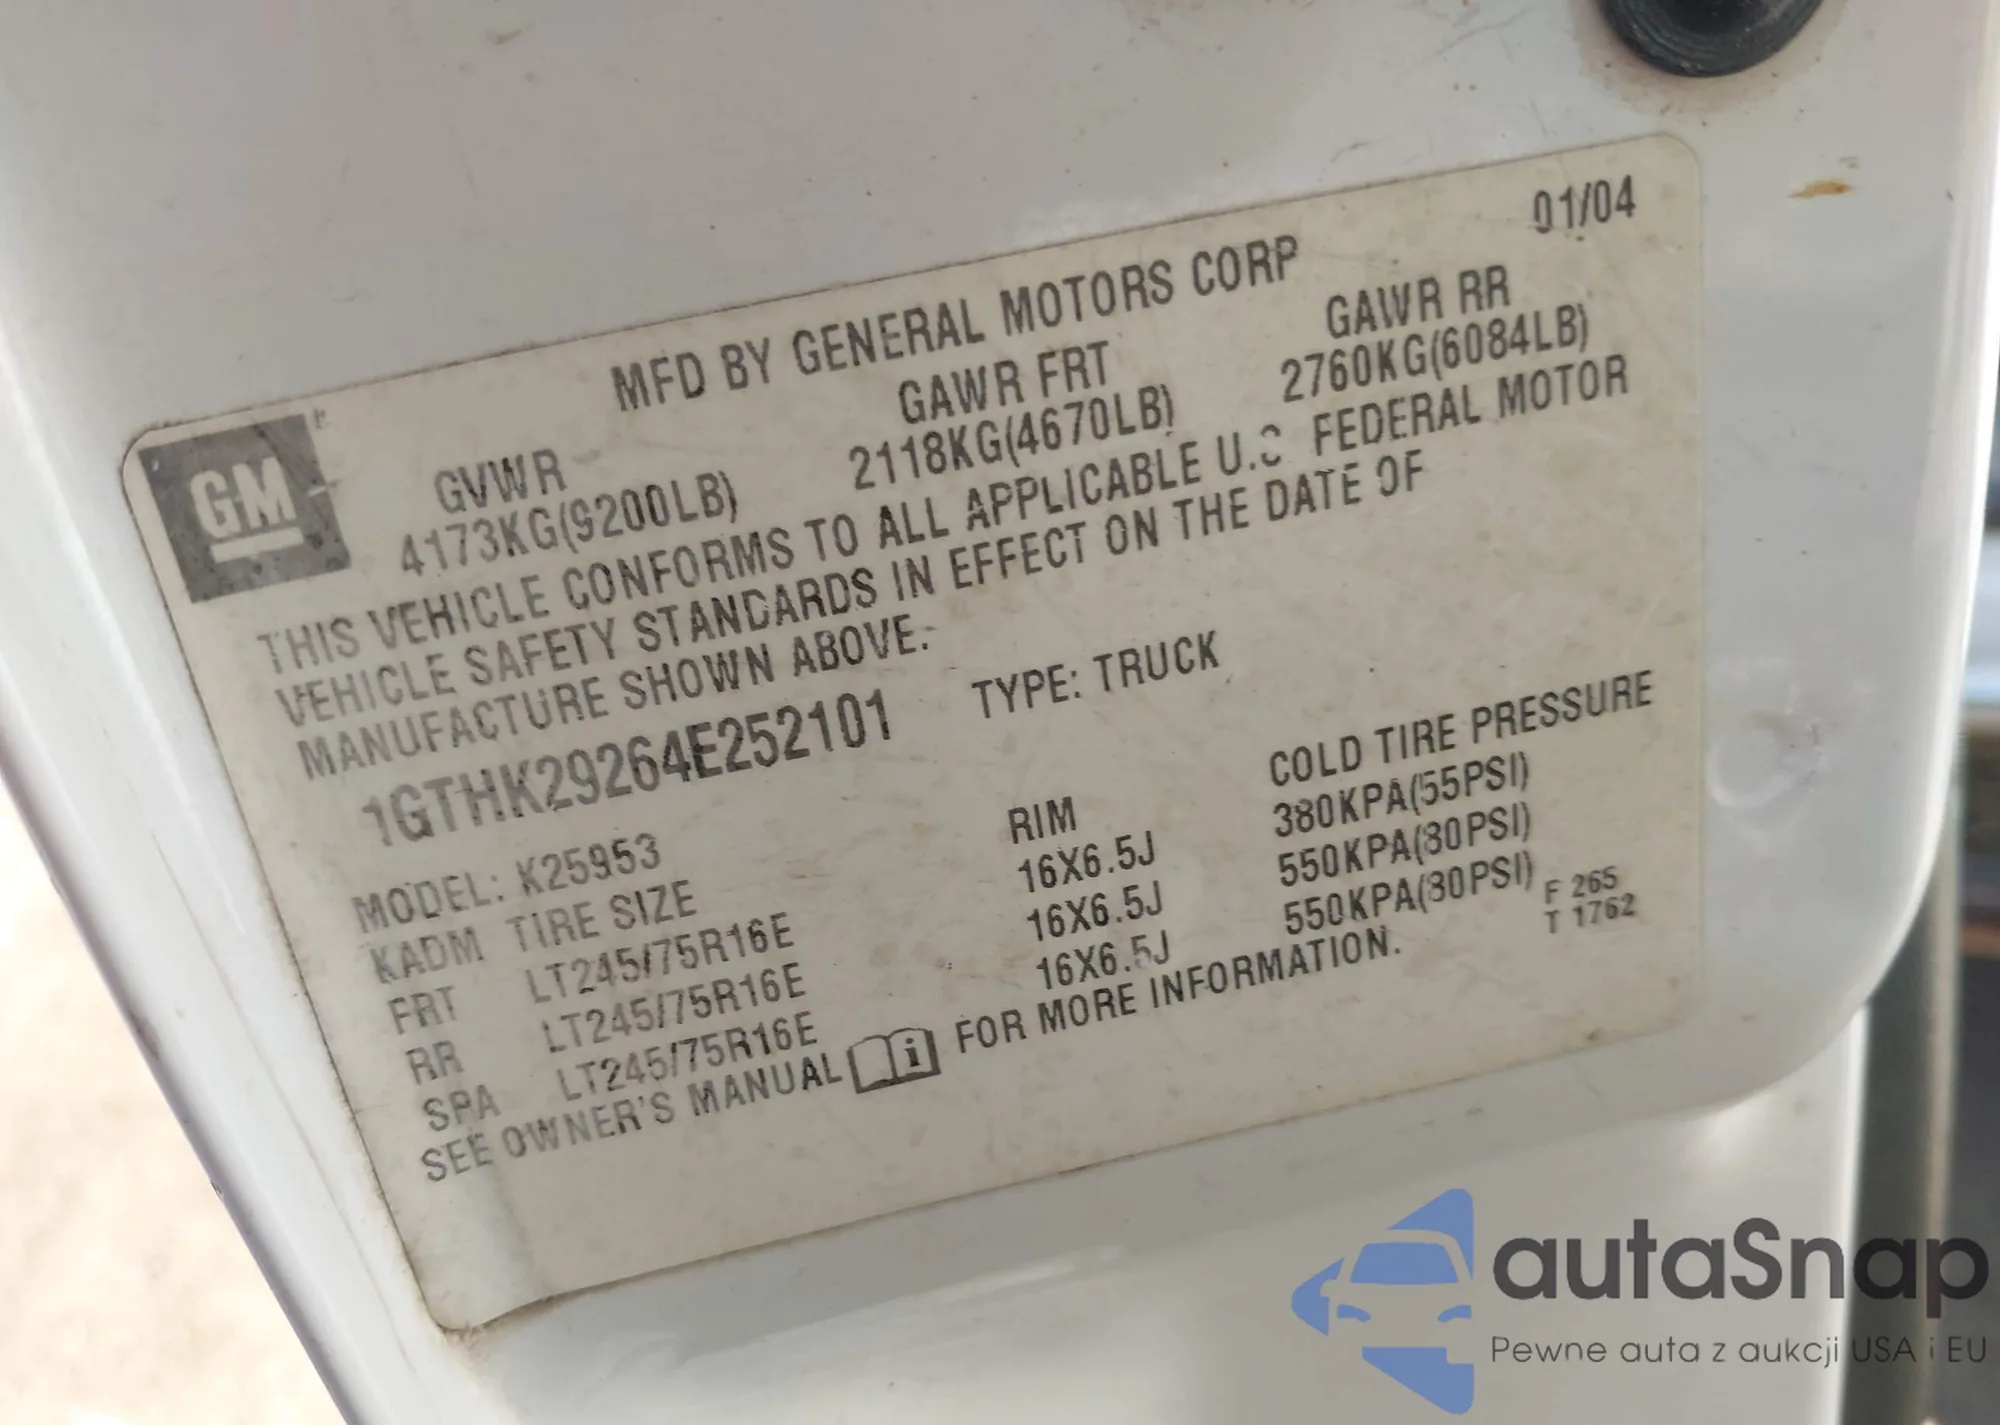 01/04
MFD BY GENERAL MOTORS CORP
GM
GVWR GAWR FRT GAWR RR
4173KG(9200LB) 2118KG(4670LB) 2760KG(6084LB)
THIS VEHICLE CONFORMS TO ALL APPLICABLE U.S FEDERAL MOTOR
VEHICLE SAFETY STANDARDS IN EFFECT ON THE DATE OF
MANUFACTURE SHOWN ABOVE.
1GTHK29264E252101 TYPE: TRUCK
MODEL: K25953
KADM TIRE SIZE RIM COLD TIRE PRESSURE
FRT LT245/75R16E 16X6.5J 380KPA(55PSI)
RR LT245/75R16E 16X6.5J 550KPA(80PSI)
SPA LT245/75R16E 16X6.5J 550KPA(80PSI)
SEE OWNER'S MANUAL i FOR MORE INFORMATION.
F 265
T 1762
autaSnap
Pewne auta z aukcji USA i EU